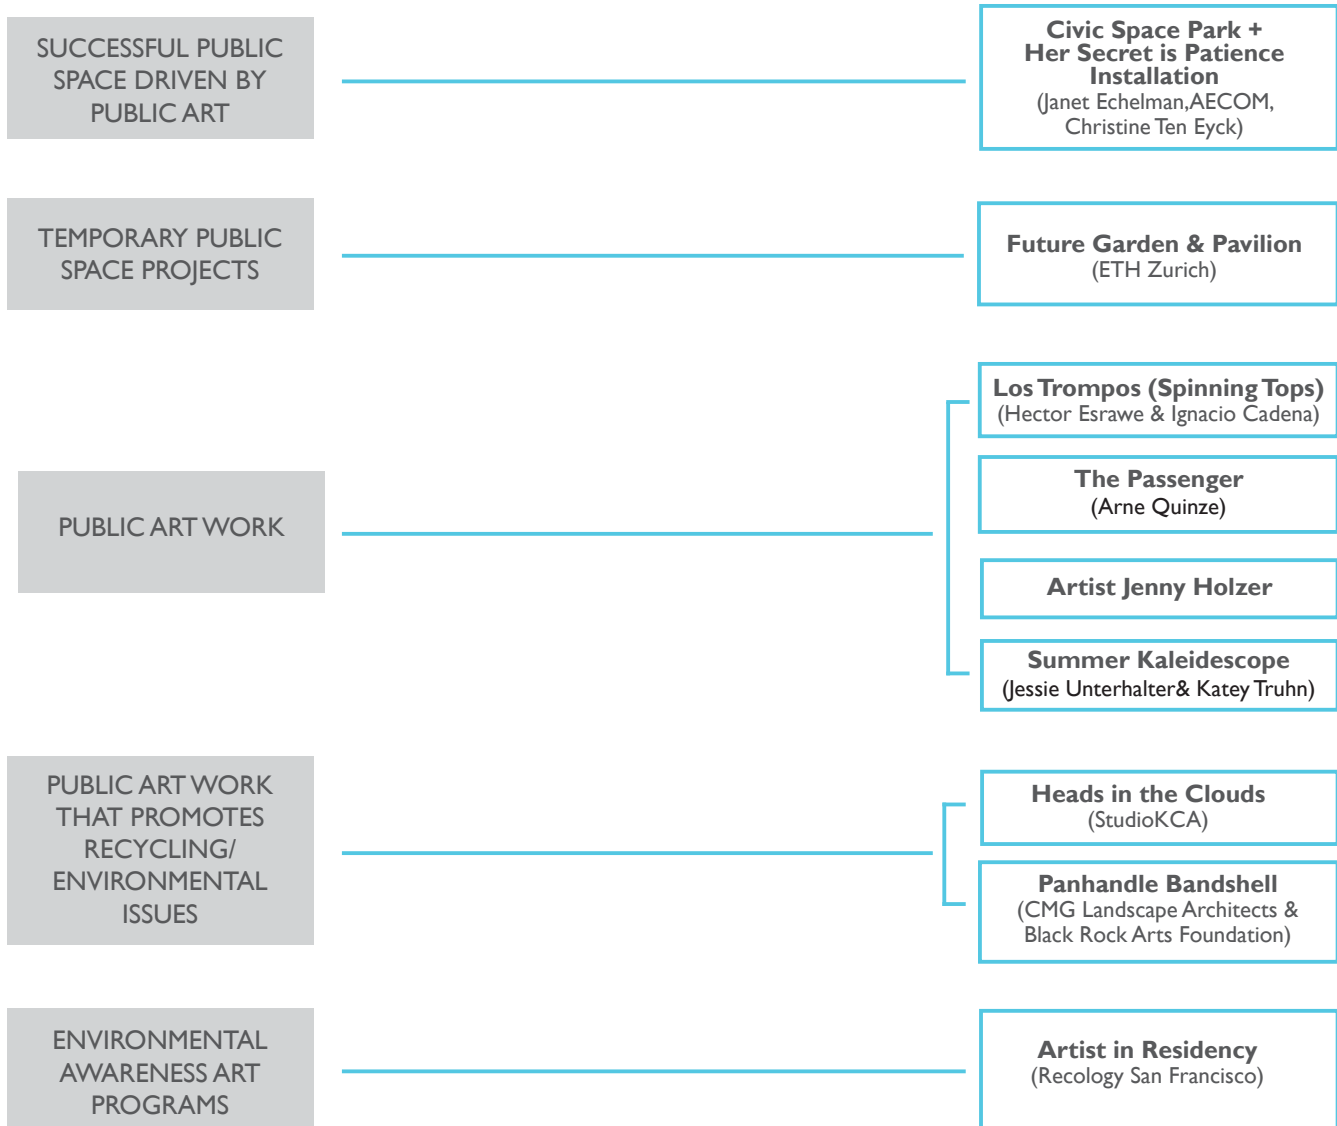 SUCCESSFUL PUBLIC
SPACE DRIVEN BY
PUBLIC ART
Civic Space Park +
Her Secret is Patience
Installation
(Janet Echelman,AECOM,
Christine Ten Eyck)
TEMPORARY PUBLIC
SPACE PROJECTS
Future Garden & Pavilion
(ETH Zurich)
PUBLIC ART WORK
Los Trompos (Spinning Tops)
(Hector Esrawe & Ignacio Cadena)
The Passenger
(Arne Quinze)
Artist Jenny Holzer
Summer Kaleidescope
(Jessie Unterhalter& Katey Truhn)
PUBLIC ART WORK
THAT PROMOTES
RECYCLING/
ENVIRONMENTAL
ISSUES
Heads in the Clouds
(StudioKCA)
Panhandle Bandshell
(CMG Landscape Architects &
Black Rock Arts Foundation)
ENVIRONMENTAL
AWARENESS ART
PROGRAMS
Artist in Residency
(Recology San Francisco)